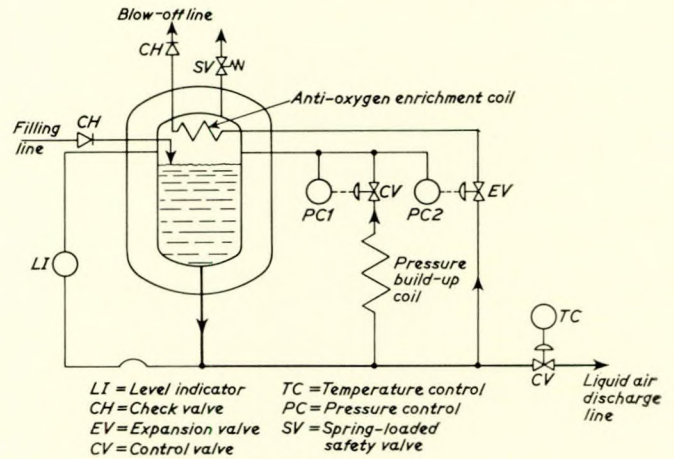 Blow-off line
CH
SV
Anti-oxygen enrichment coil
Filling
line
CH
PC1
CV
PC2
EV
LI
Pressure
build-up
coil
TC
CV
Liquid air
discharge
line
LI = Level indicator
CH = Check valve
EV = Expansion valve
CV = Control valve
TC = Temperature control
PC = Pressure control
SV = Spring-loaded
safety valve